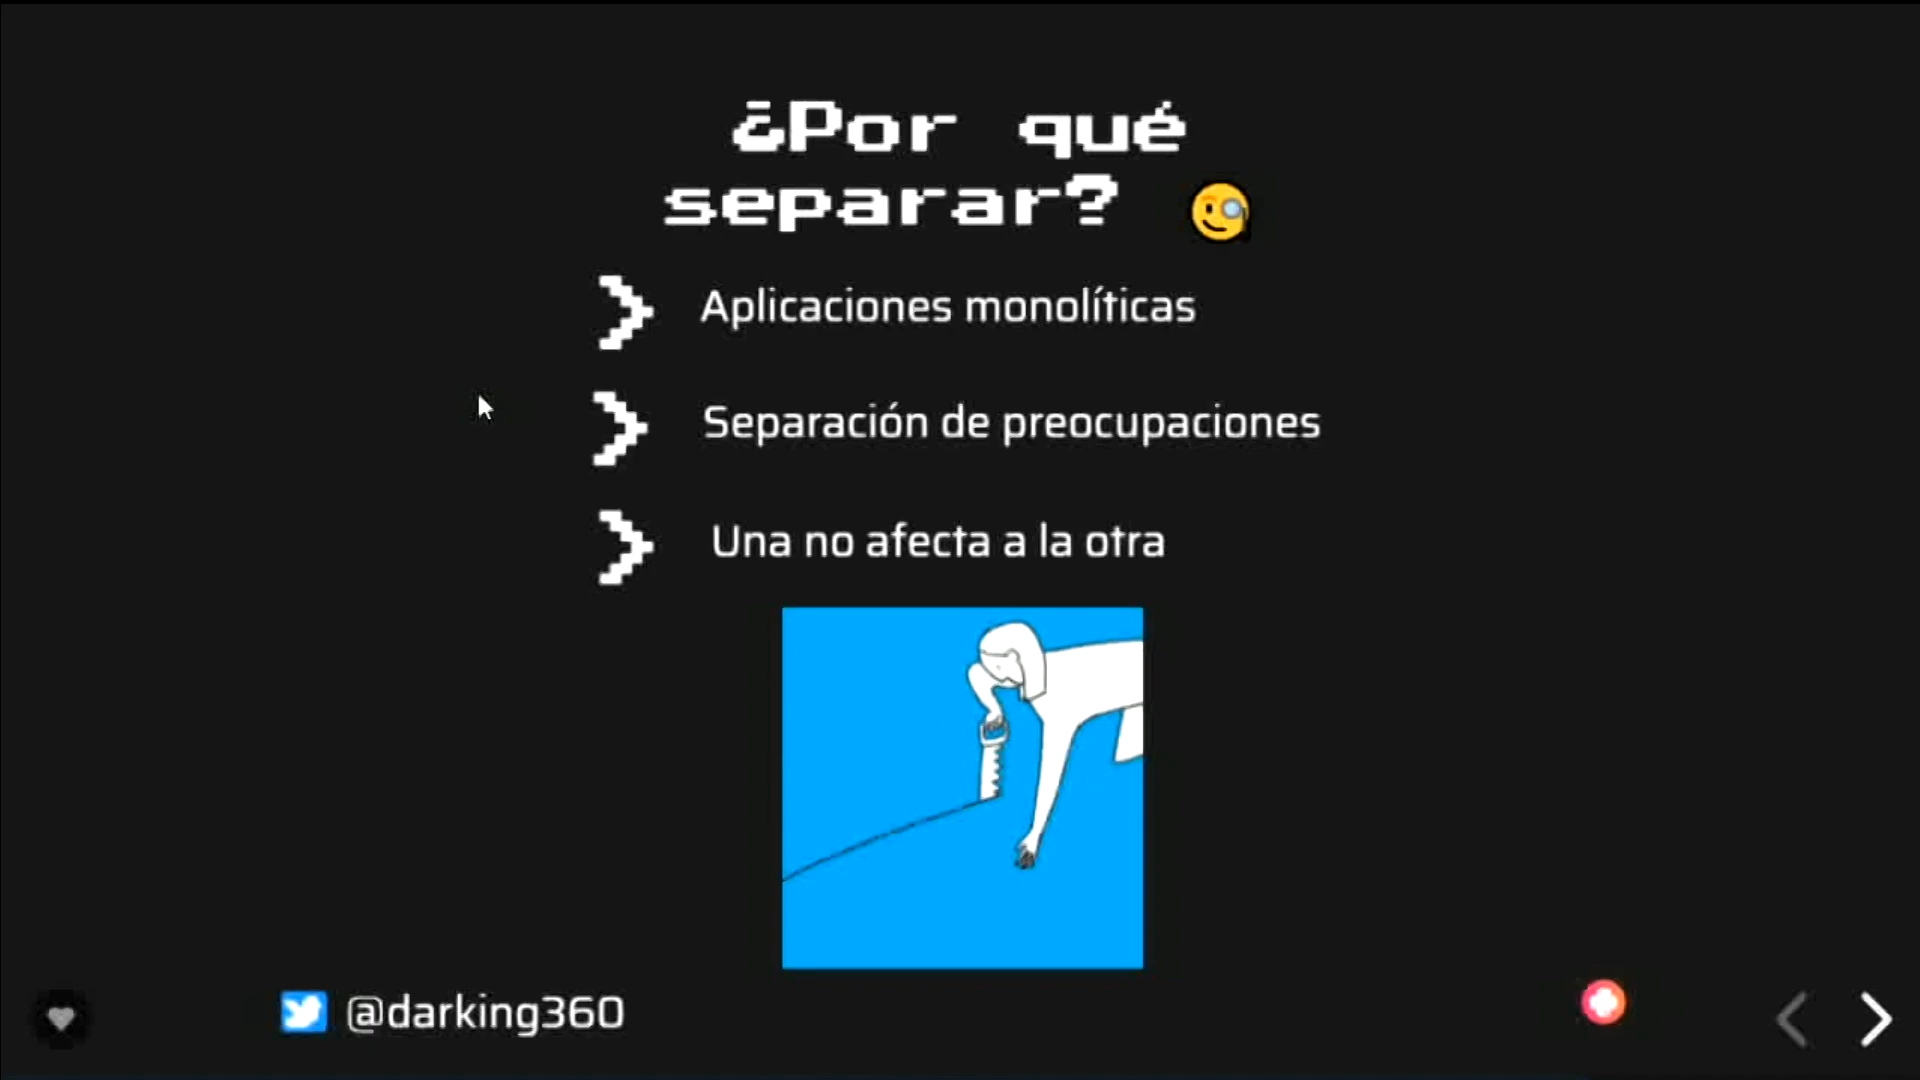 ¿Por qué
separar? 🧐
Aplicaciones monolíticas
Separación de preocupaciones
Una no afecta a la otra
@darking360